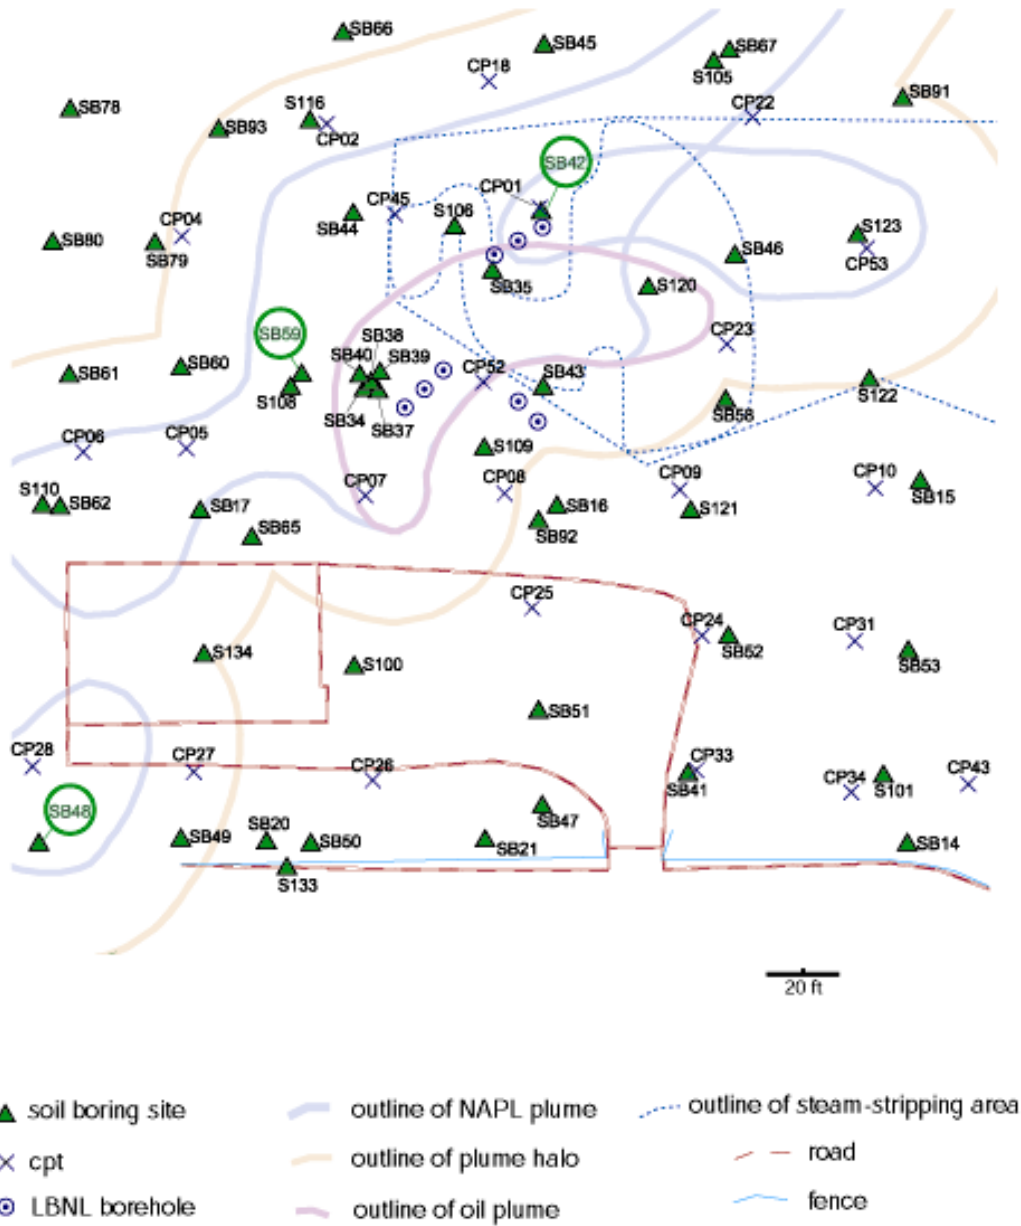 SB66
SB45
SB67
CP18
S105
SB91
SB78
S116
CP22
SB93
CP02
SB42
CP01
CP45
S106
CP04
SB44
S123
SB80
SB79
SB46
CP53
SB35
S120
SB59
SB38
CP23
SB40
SB39
SB60
CP52
SB61
SB43
S122
S108
SB58
SB34
SB37
CP06
CP05
S109
CP07
CP08
CP09
CP10
S110
SB62
SB17
SB16
S121
SB15
SB65
SB92
CP25
CP24
CP31
SB52
S134
S100
SB53
SB51
CP28
CP27
CP26
CP33
SB41
CP34
S101
CP43
SB48
SB47
SB49
SB20
SB50
SB21
SB14
S133
20 ft
soil boring site
outline of NAPL plume
outline of steam-stripping area
cpt
outline of plume halo
road
LBNL borehole
outline of oil plume
fence